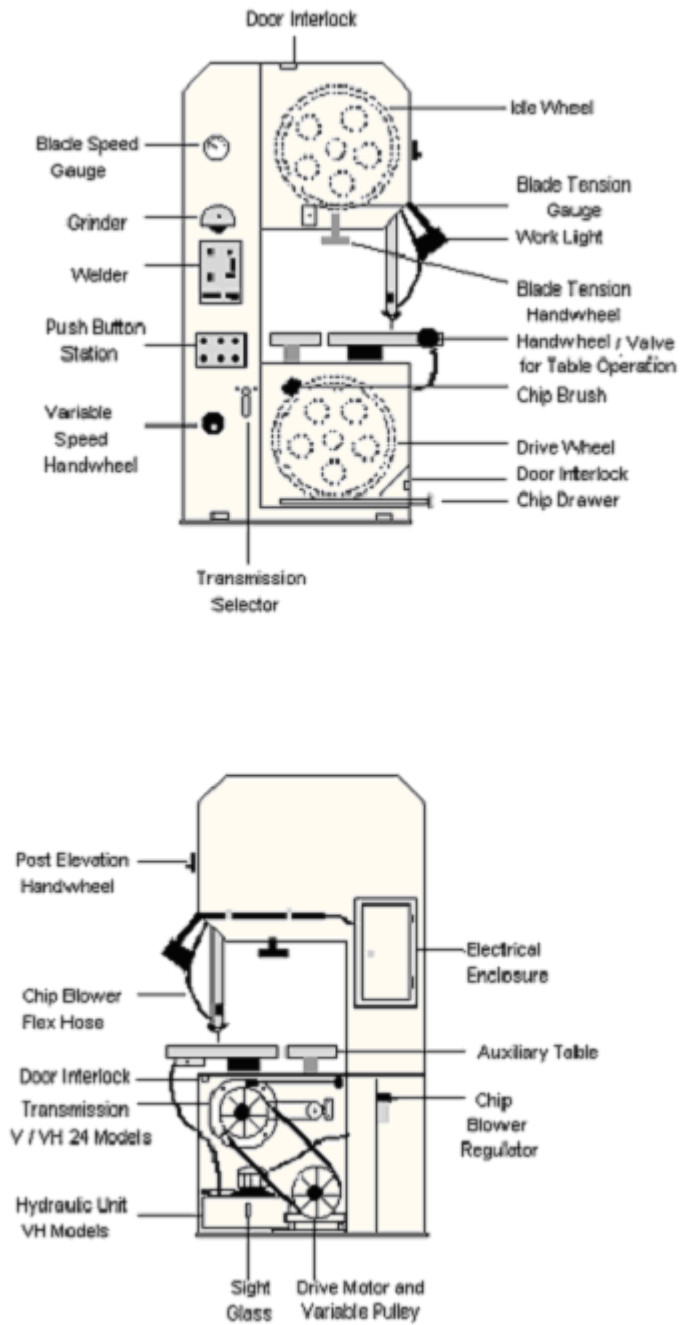 Door Interlock
Idle Wheel
Blade Speed
Gauge
Blade Tension
Gauge
Grinder
Work Light
Welder
Blade Tension
Handwheel
Push Button
Station
Handwheel / Valve
for Table Operation
Chip Brush
Variable
Speed
Handwheel
Drive Wheel
Door Interlock
Chip Drawer
Transmission
Selector
Post Elevation
Handwheel
Electrical
Enclosure
Chip Blower
Flex Hose
Auxiliary Table
Door Interlock
Transmission
V / VH 24 Models
Chip
Blower
Regulator
Hydraulic Unit
VH Models
Sight
Glass
Drive Motor and
Variable Pulley